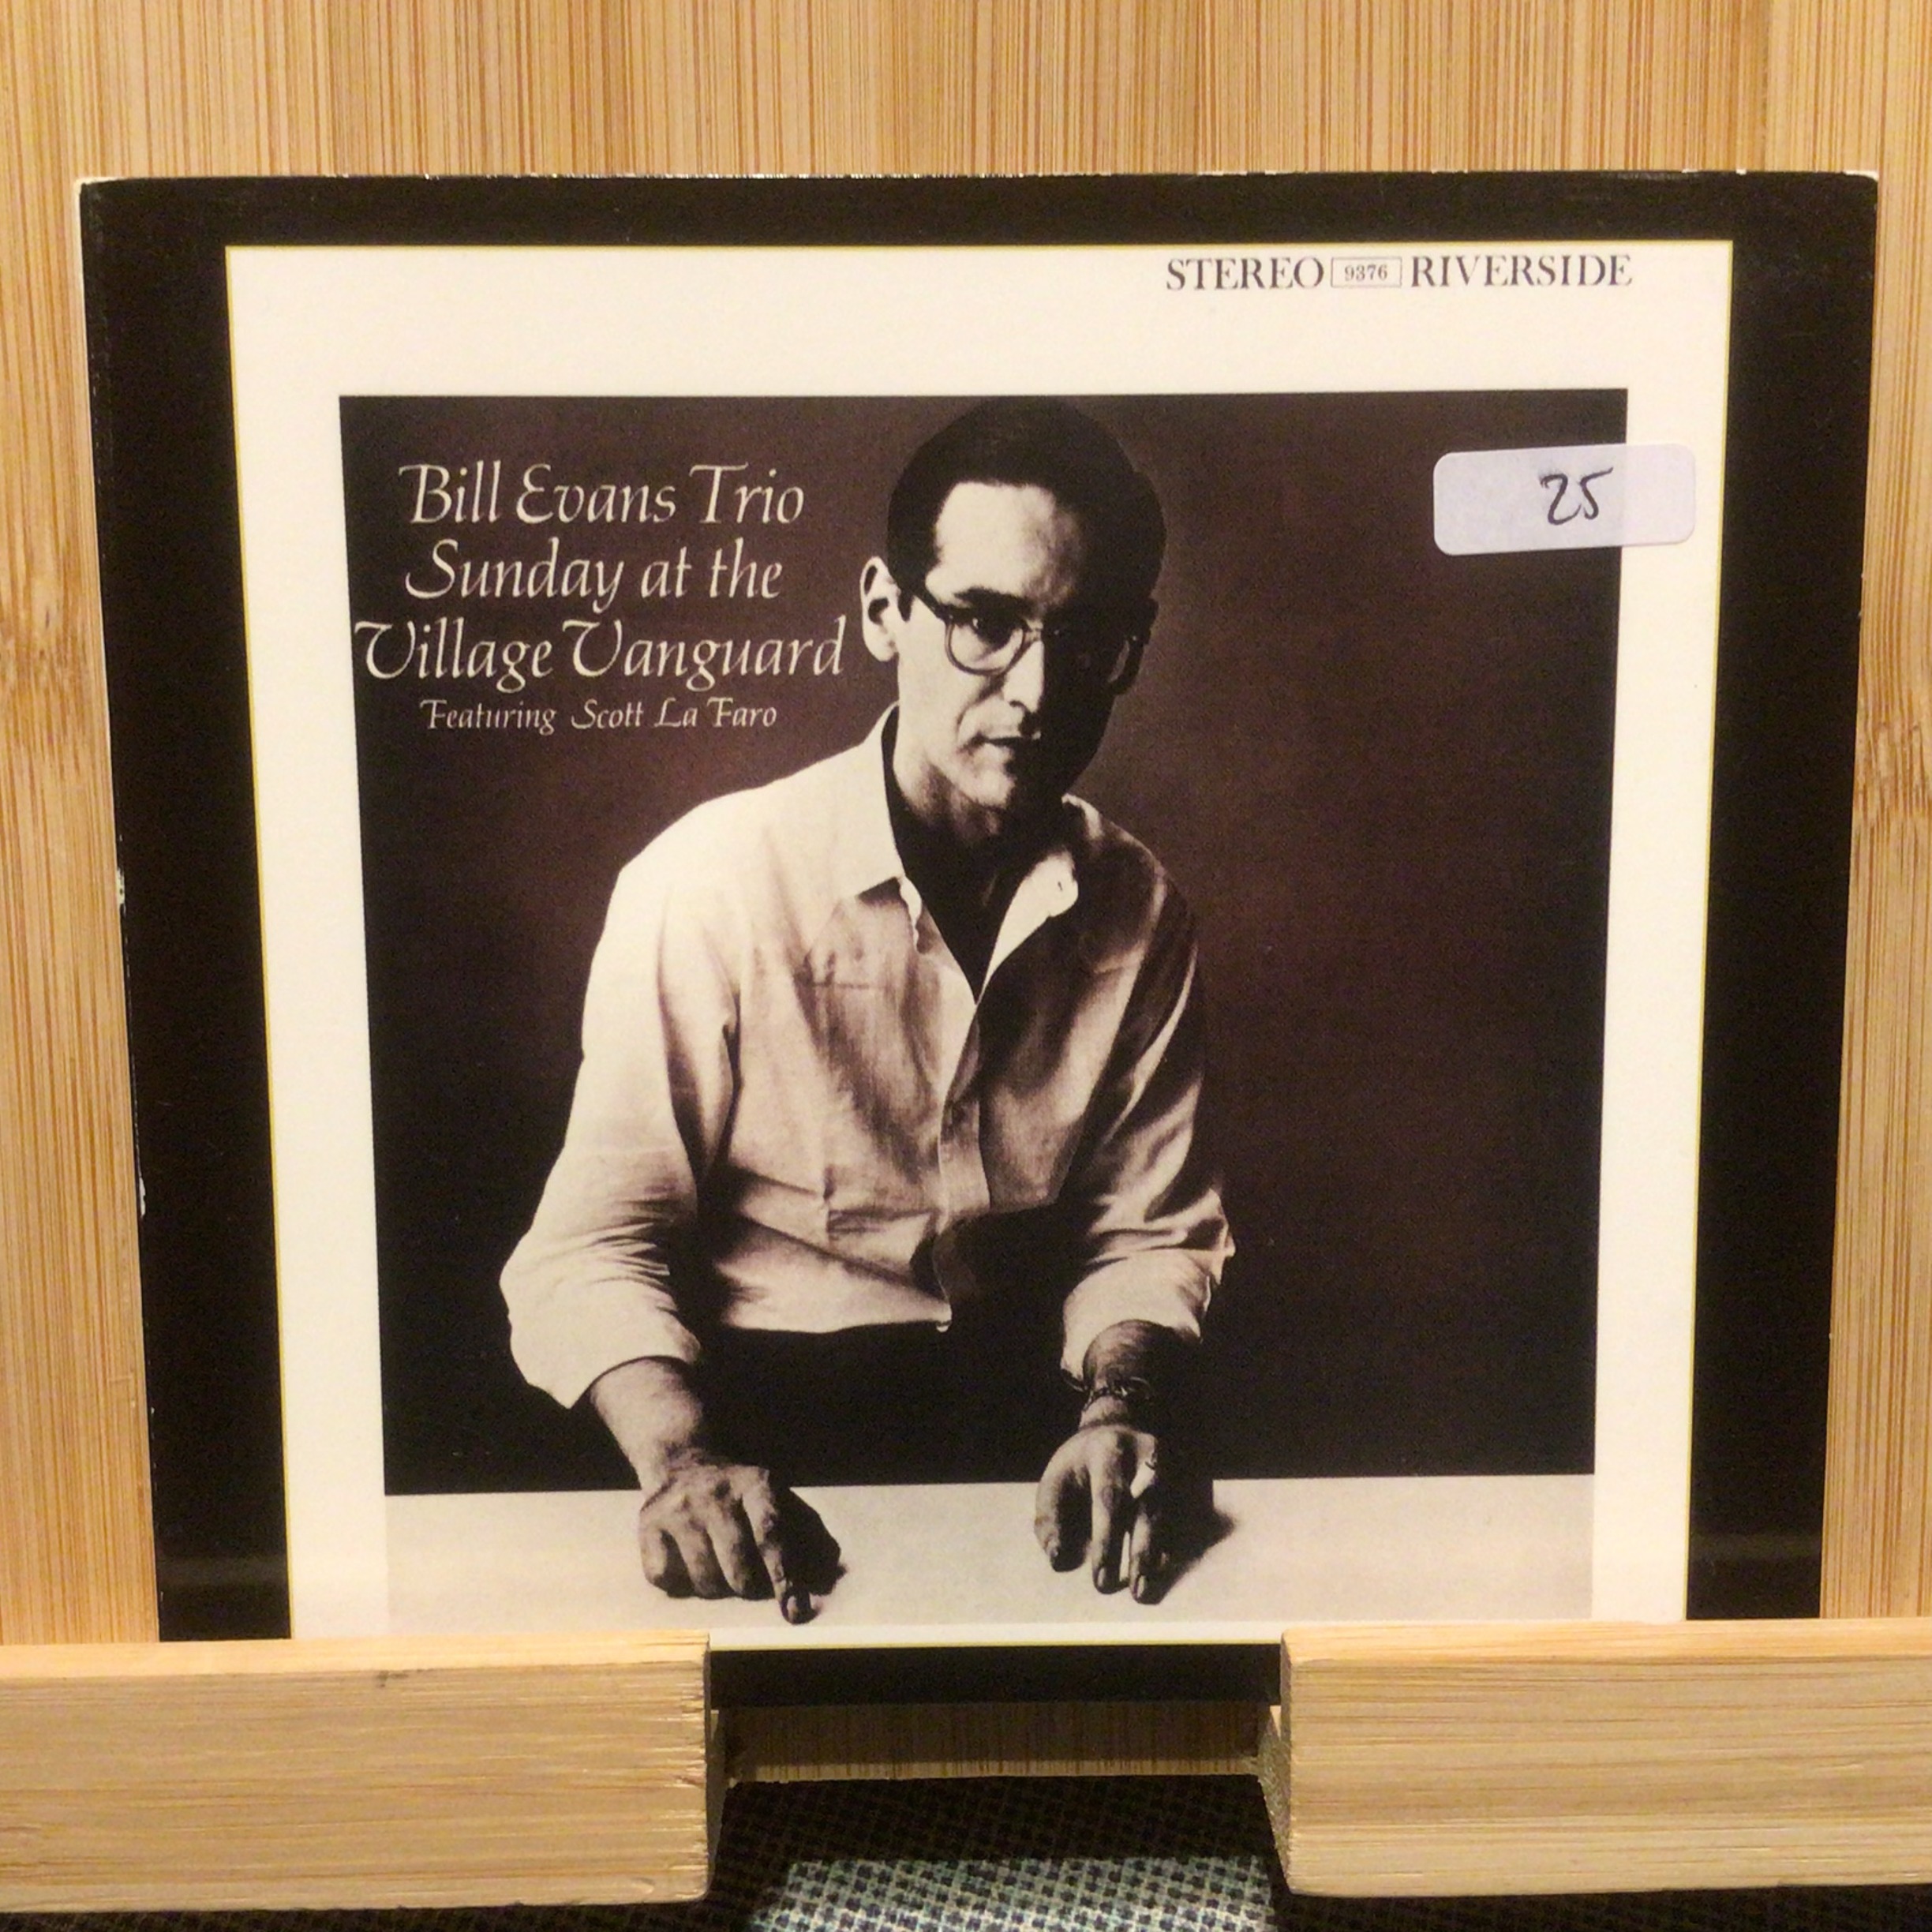 STEREO 9376 RIVERSIDE
Bill Evans Trio
Sunday at the
Village Vanguard
Featuring Scott La Faro
25